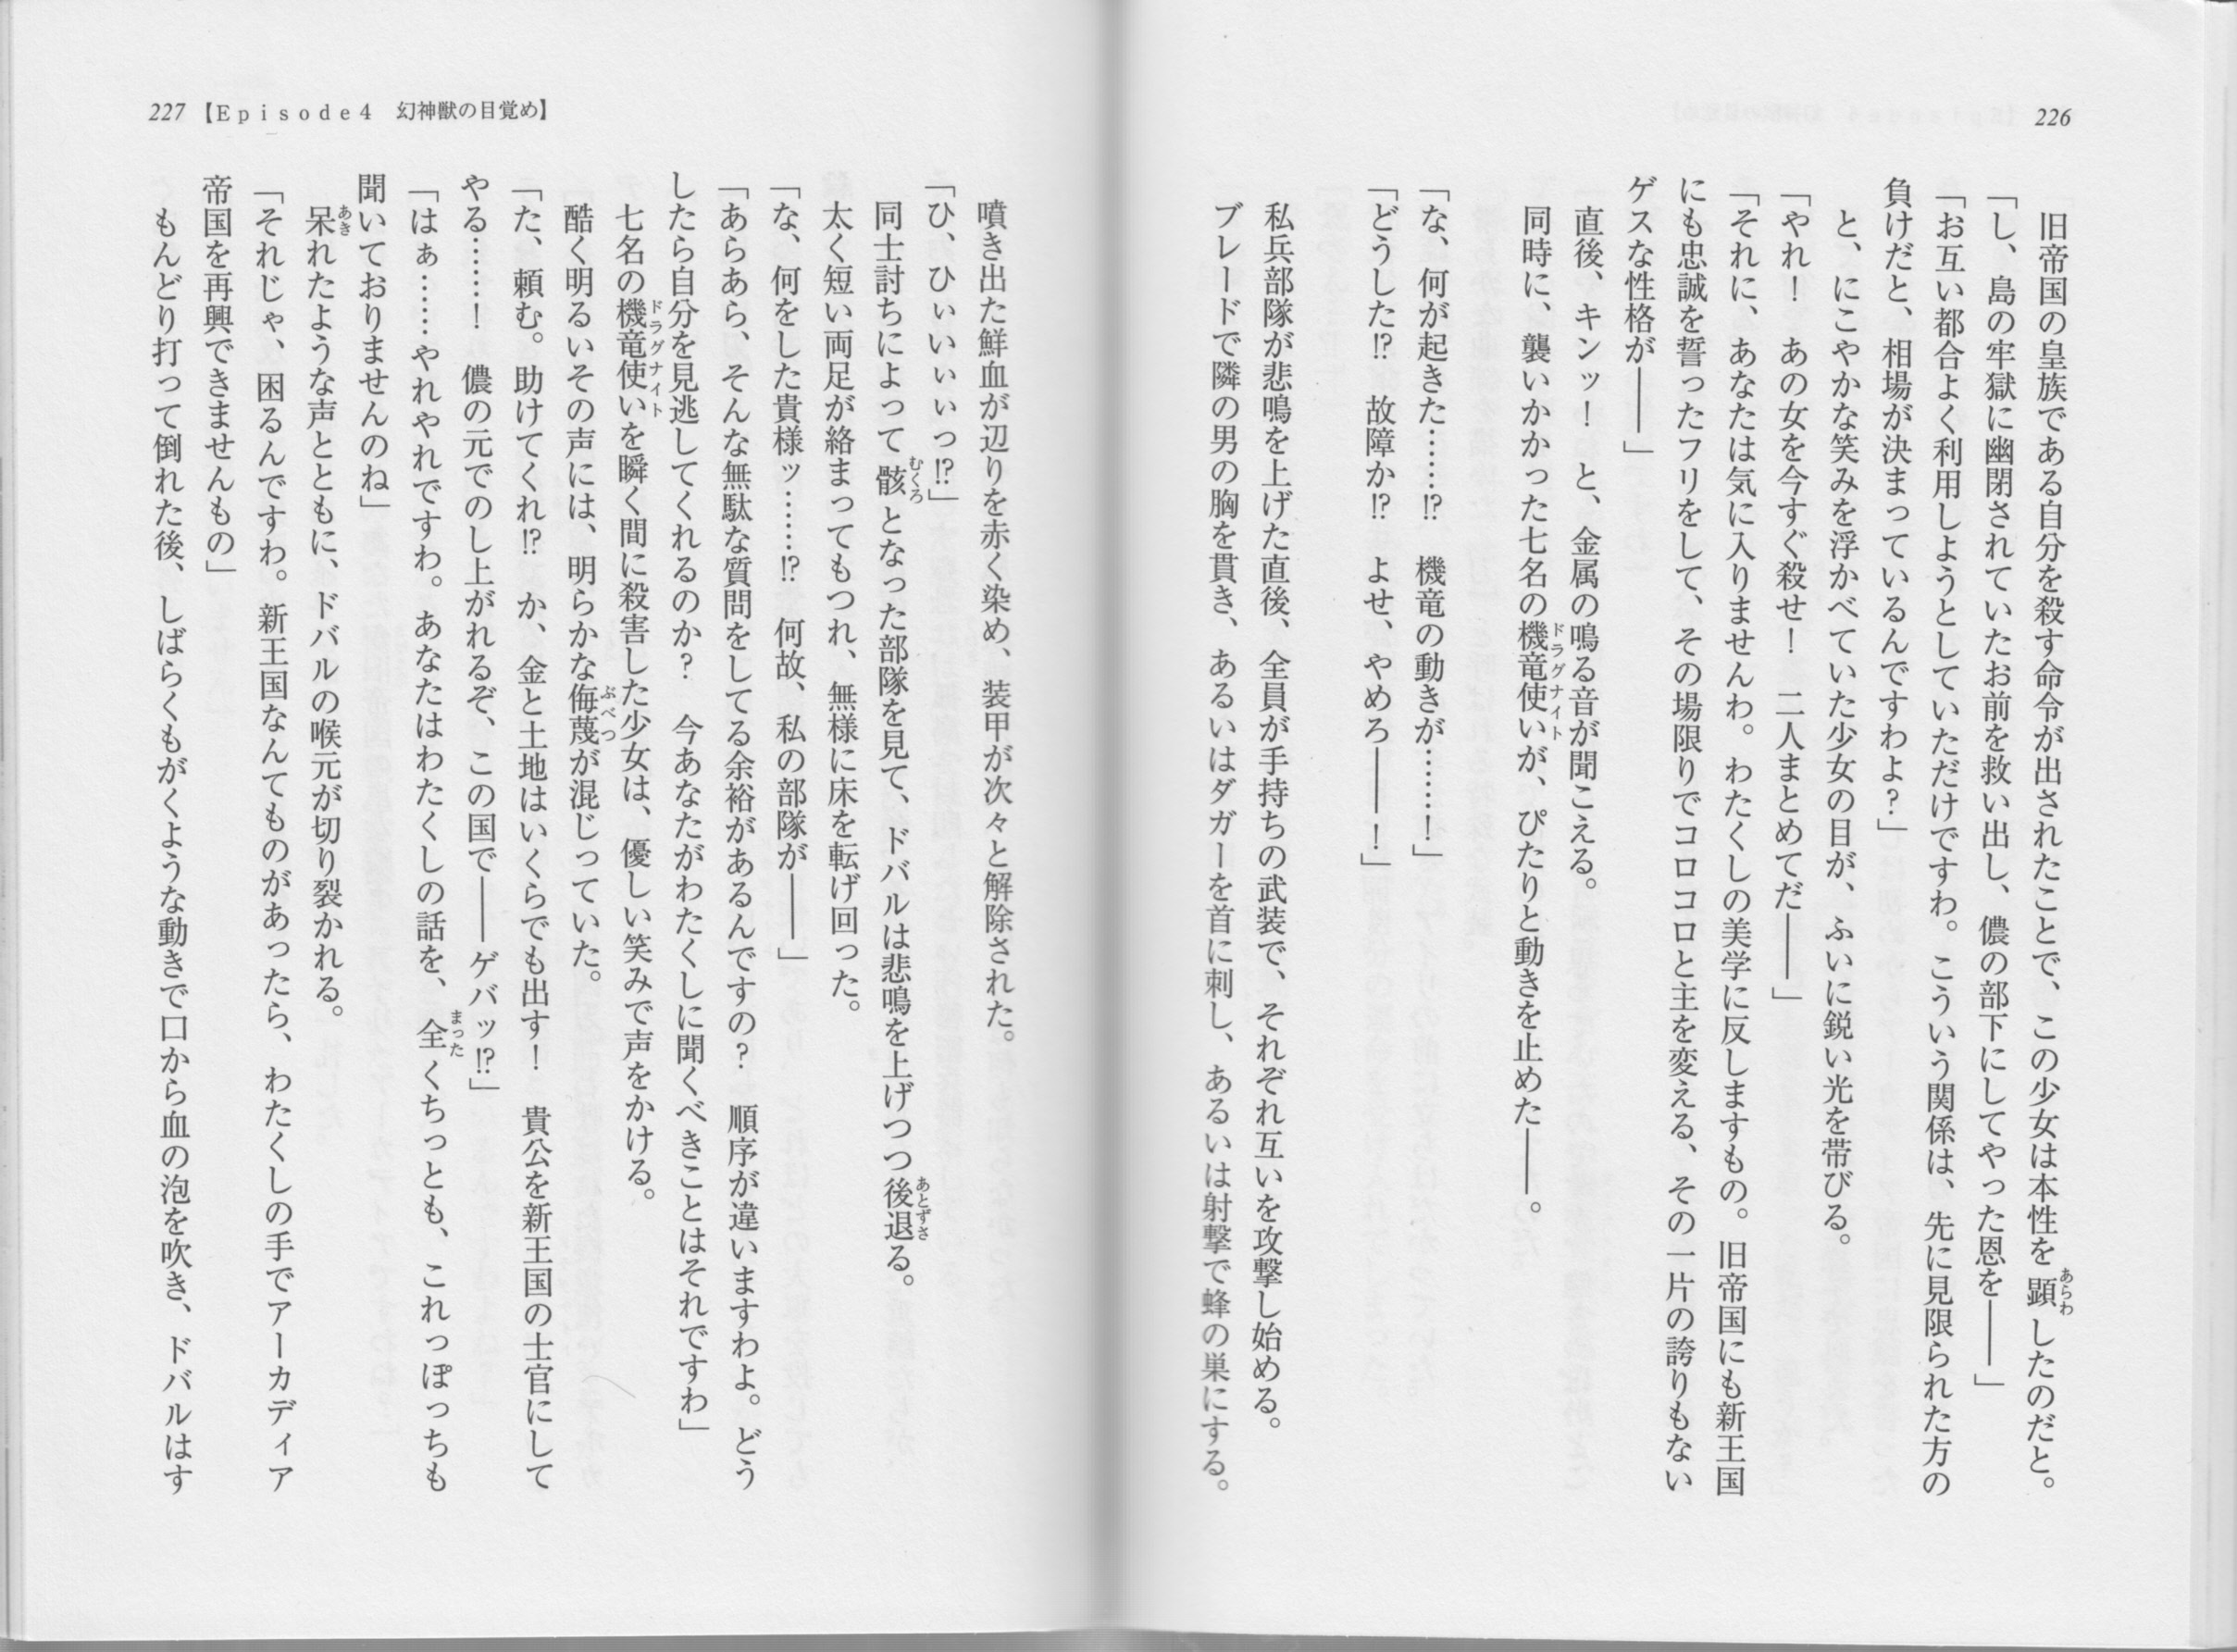 226
旧帝国の皇族である自分を殺す命令が出されたことで、この少女は本性を顕したのだと。
「し、島の牢獄に幽閉されていたお前を救い出し、儂の部下にしてやった恩を――」
「お互い都合よく利用しようとしていただけですわ。こういう関係は、先に見限られた方の
負けだと、相場が決まっているんですわよ?」
と、にこやかな笑みを浮かべていた少女の目が、ふいに鋭い光を帯びる。
「やれ! あの女を今すぐ殺せ! 二人まとめてだ――」
「それに、あなたは気に入りませんわ。わたくしの美学に反しますもの。旧帝国にも新王国
にも忠誠を誓ったフリをして、その場限りでコロコロと主を変える、その一片の誇りもない
ゲスな性格が――」
直後、キンッ! と、金属の鳴る音が聞こえる。
同時に、襲いかかった七名の機竜使いが、ぴたりと動きを止めた――。
「な、何が起きた……!? 機竜の動きが……!」
「どうした!? 故障か!? よせ、やめろ――!」
私兵部隊が悲鳴を上げた直後、全員が手持ちの武装で、それぞれ互いを攻撃し始める。
ブレードで隣の男の胸を貫き、あるいはダガーを首に刺し、あるいは射撃で蜂の巣にする。
227 【Episode4 幻神獣の目覚め】
噴き出た鮮血が辺りを赤く染め、装甲が次々と解除された。
「ひ、ひぃいぃいっ!?」
同士討ちによって骸となった部隊を見て、ドバルは悲鳴を上げつつ後退る。
太く短い両足が絡まってもつれ、無様に床を転げ回った。
「な、何をした貴様ッ……!? 何故、私の部隊が――」
「あらあら、そんな無駄な質問をしてる余裕があるんですの? 順序が違いますわよ。どう
したら自分を見逃してくれるのか? 今あなたがわたくしに聞くべきことはそれですわ」
七名の機竜使いを瞬く間に殺害した少女は、優しい笑みで声をかける。
酷く明るいその声には、明らかな侮蔑が混じっていた。
「た、頼む。助けてくれ!? か、金と土地はいくらでも出す! 貴公を新王国の士官にして
やる……! 儂の元でのし上がれるぞ、この国で――ゲバッ!?」
「はぁ……やれやれですわ。あなたはわたくしの話を、全くちっとも、これっぽっちも
聞いておりませんのね」
呆れたような声とともに、ドバルの喉元が切り裂かれる。
「それじゃ、困るんですわ。新王国なんてものがあったら、わたくしの手でアーカディア
帝国を再興できませんもの」
もんどり打って倒れた後、しばらくもがくような動きで口から血の泡を吹き、ドバルはす